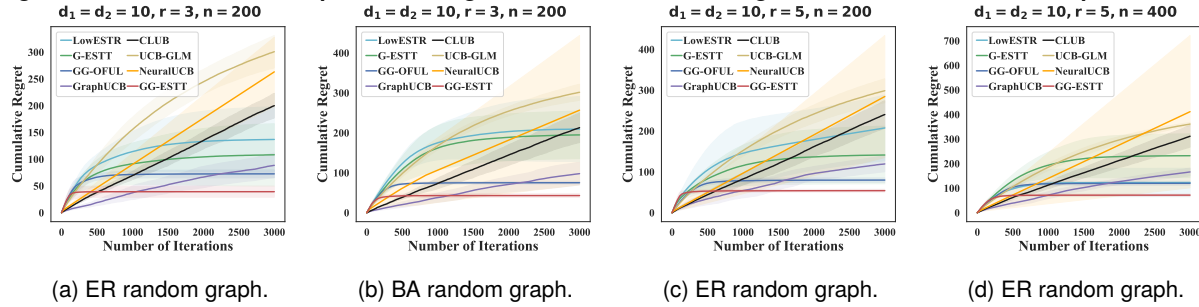 d₁ = d₂ = 10, r = 3, n = 200
Cumulative Regret
300
250
200
150
100
50
0
LowESTR
G-ESTT
GG-OFUL
GraphUCB
CLUB
UCB-GLM
NeuralUCB
GG-ESTT
0 500 1000 1500 2000 2500 3000
Number of Iterations
(a) ER random graph.
d₁ = d₂ = 10, r = 3, n = 200
Cumulative Regret
400
300
200
100
0
LowESTR
G-ESTT
GG-OFUL
GraphUCB
CLUB
UCB-GLM
NeuralUCB
GG-ESTT
0 500 1000 1500 2000 2500 3000
Number of Iterations
(b) BA random graph.
d₁ = d₂ = 10, r = 5, n = 200
Cumulative Regret
400
300
200
100
0
LowESTR
G-ESTT
GG-OFUL
GraphUCB
CLUB
UCB-GLM
NeuralUCB
GG-ESTT
0 500 1000 1500 2000 2500 3000
Number of Iterations
(c) ER random graph.
d₁ = d₂ = 10, r = 5, n = 400
Cumulative Regret
700
600
500
400
300
200
100
0
LowESTR
G-ESTT
GG-OFUL
GraphUCB
CLUB
UCB-GLM
NeuralUCB
GG-ESTT
0 500 1000 1500 2000 2500 3000
Number of Iterations
(d) ER random graph.